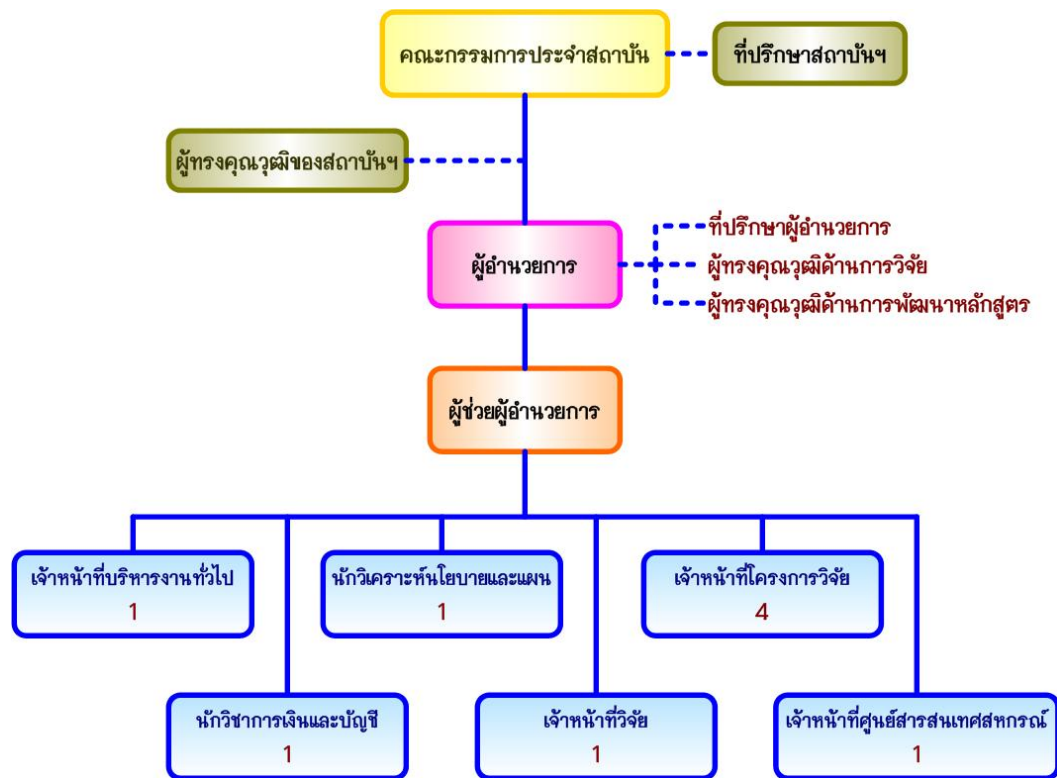 คณะกรรมการประจำสถาบัน
ที่ปรึกษาสถาบันฯ
ผู้ทรงคุณวุฒิของสถาบันฯ
ผู้อำนวยการ
ที่ปรึกษาผู้อำนวยการ
ผู้ทรงคุณวุฒิด้านการวิจัย
ผู้ทรงคุณวุฒิด้านการพัฒนาหลักสูตร
ผู้ช่วยผู้อำนวยการ
เจ้าหน้าที่บริหารงานทั่วไป
1
นักวิเคราะห์นโยบายและแผน
1
เจ้าหน้าที่โครงการวิจัย
4
นักวิชาการเงินและบัญชี
1
เจ้าหน้าที่วิจัย
1
เจ้าหน้าที่ศูนย์สารสนเทศสหกรณ์
1